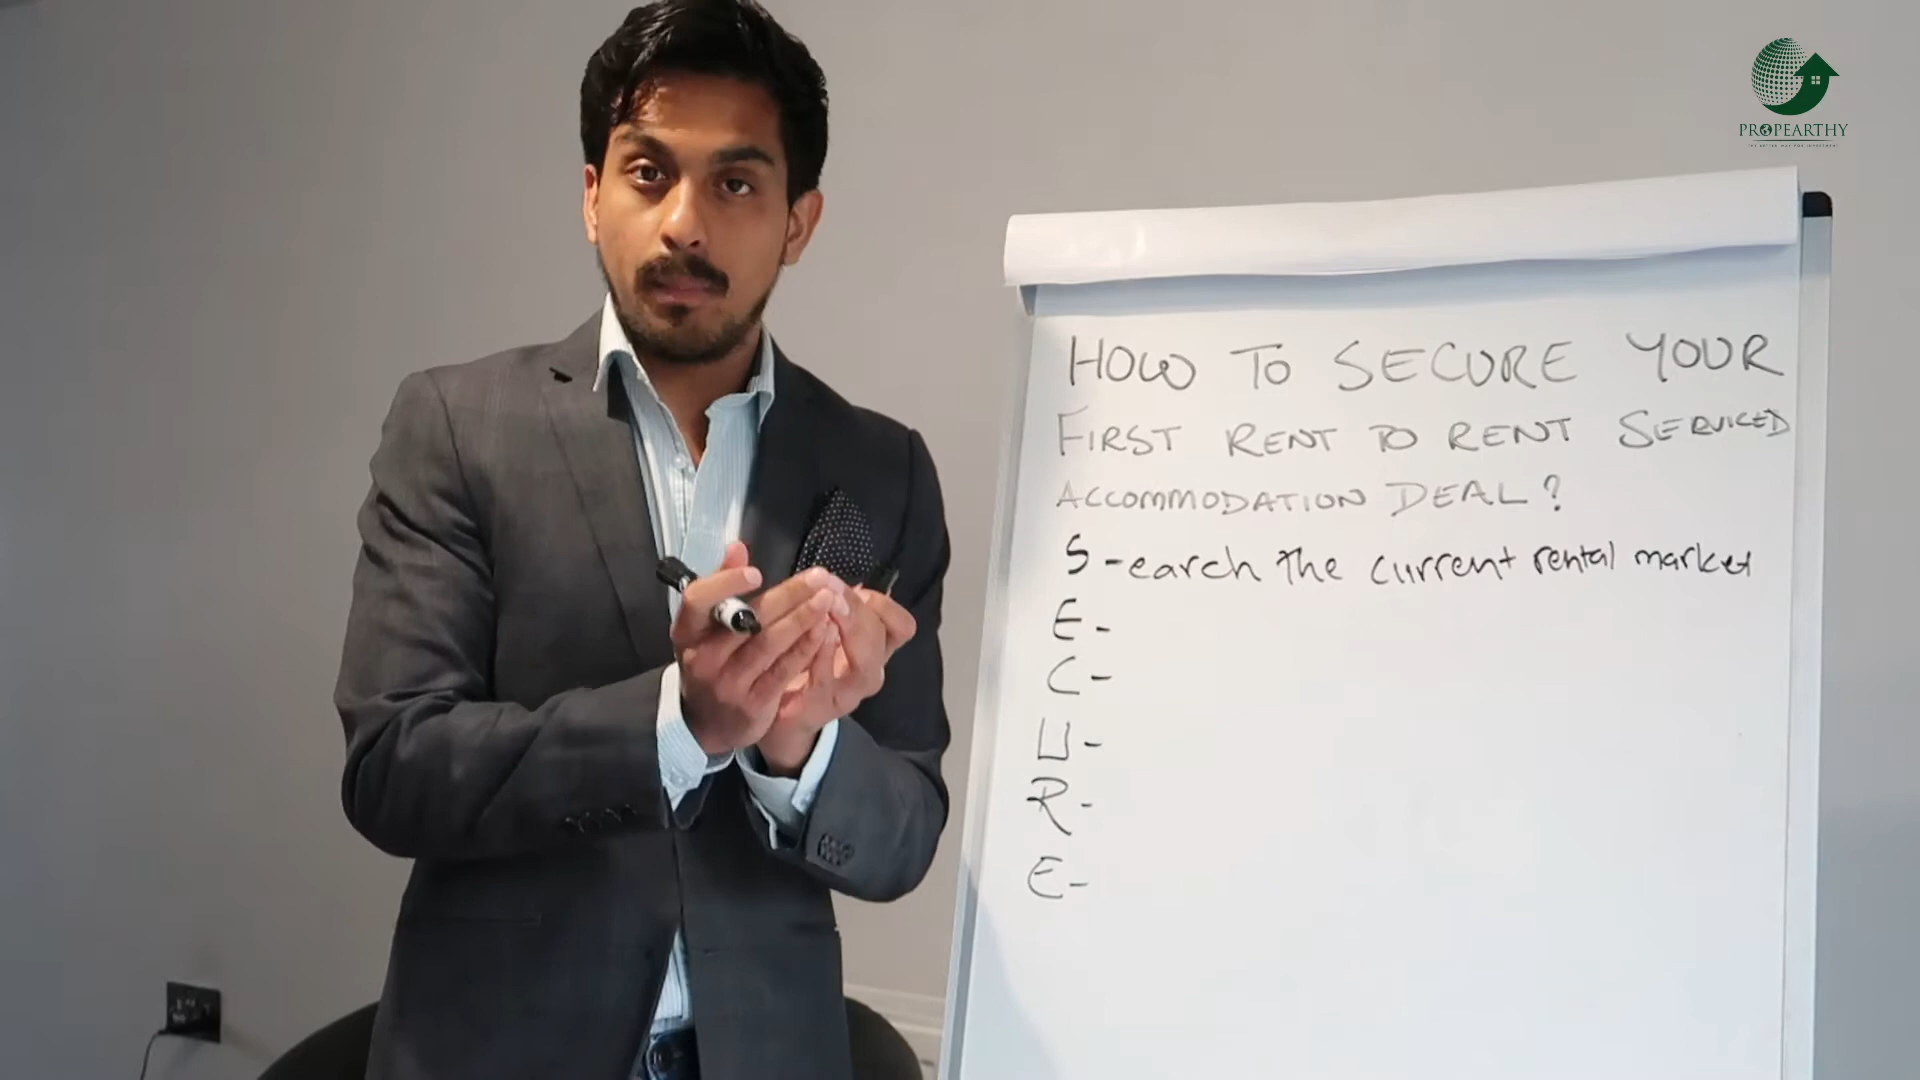 PROPEARTHY
HOW TO SECURE YOUR
FIRST RENT TO RENT SERVICED
ACCOMMODATION DEAL?
S-earch the current rental market
E-
C-
U-
R-
E-